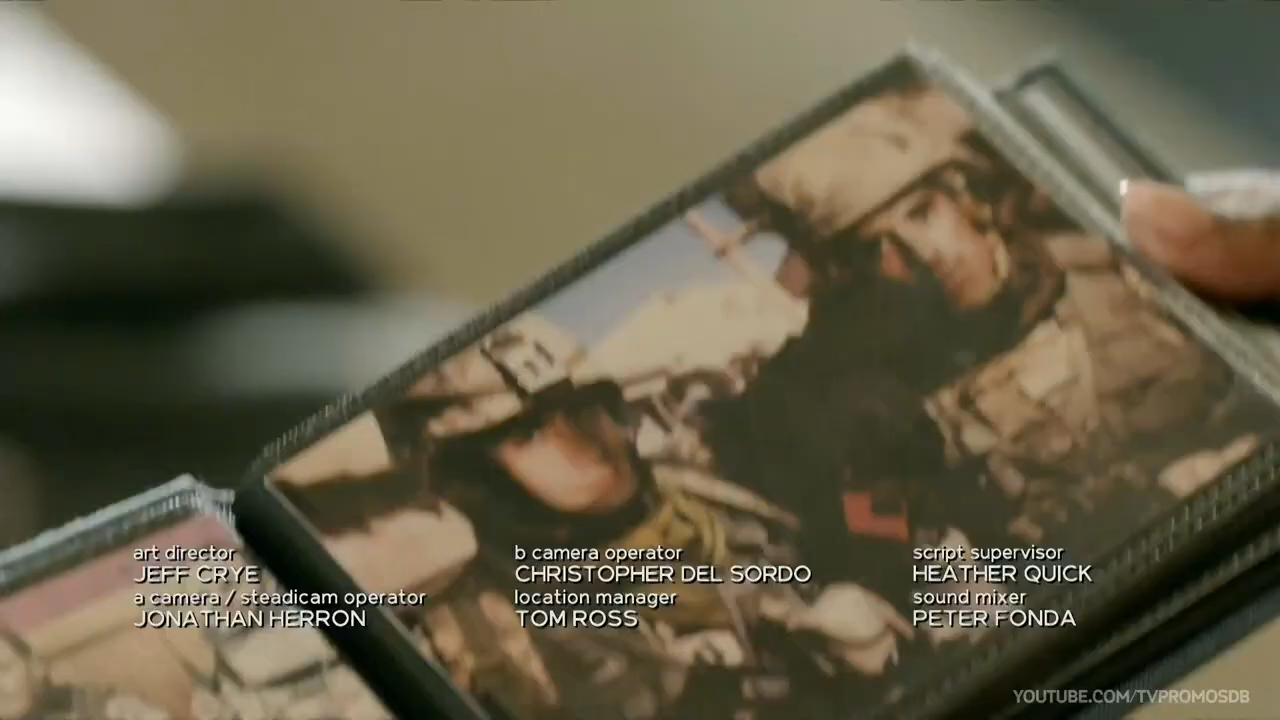 art director
JEFF CRYE
a camera / steadicam operator
JONATHAN HERRON
b camera operator
CHRISTOPHER DEL SORDO
location manager
TOM ROSS
script supervisor
HEATHER QUICK
sound mixer
PETER FONDA
YOUTUBE.COM/TVPROMOSDB